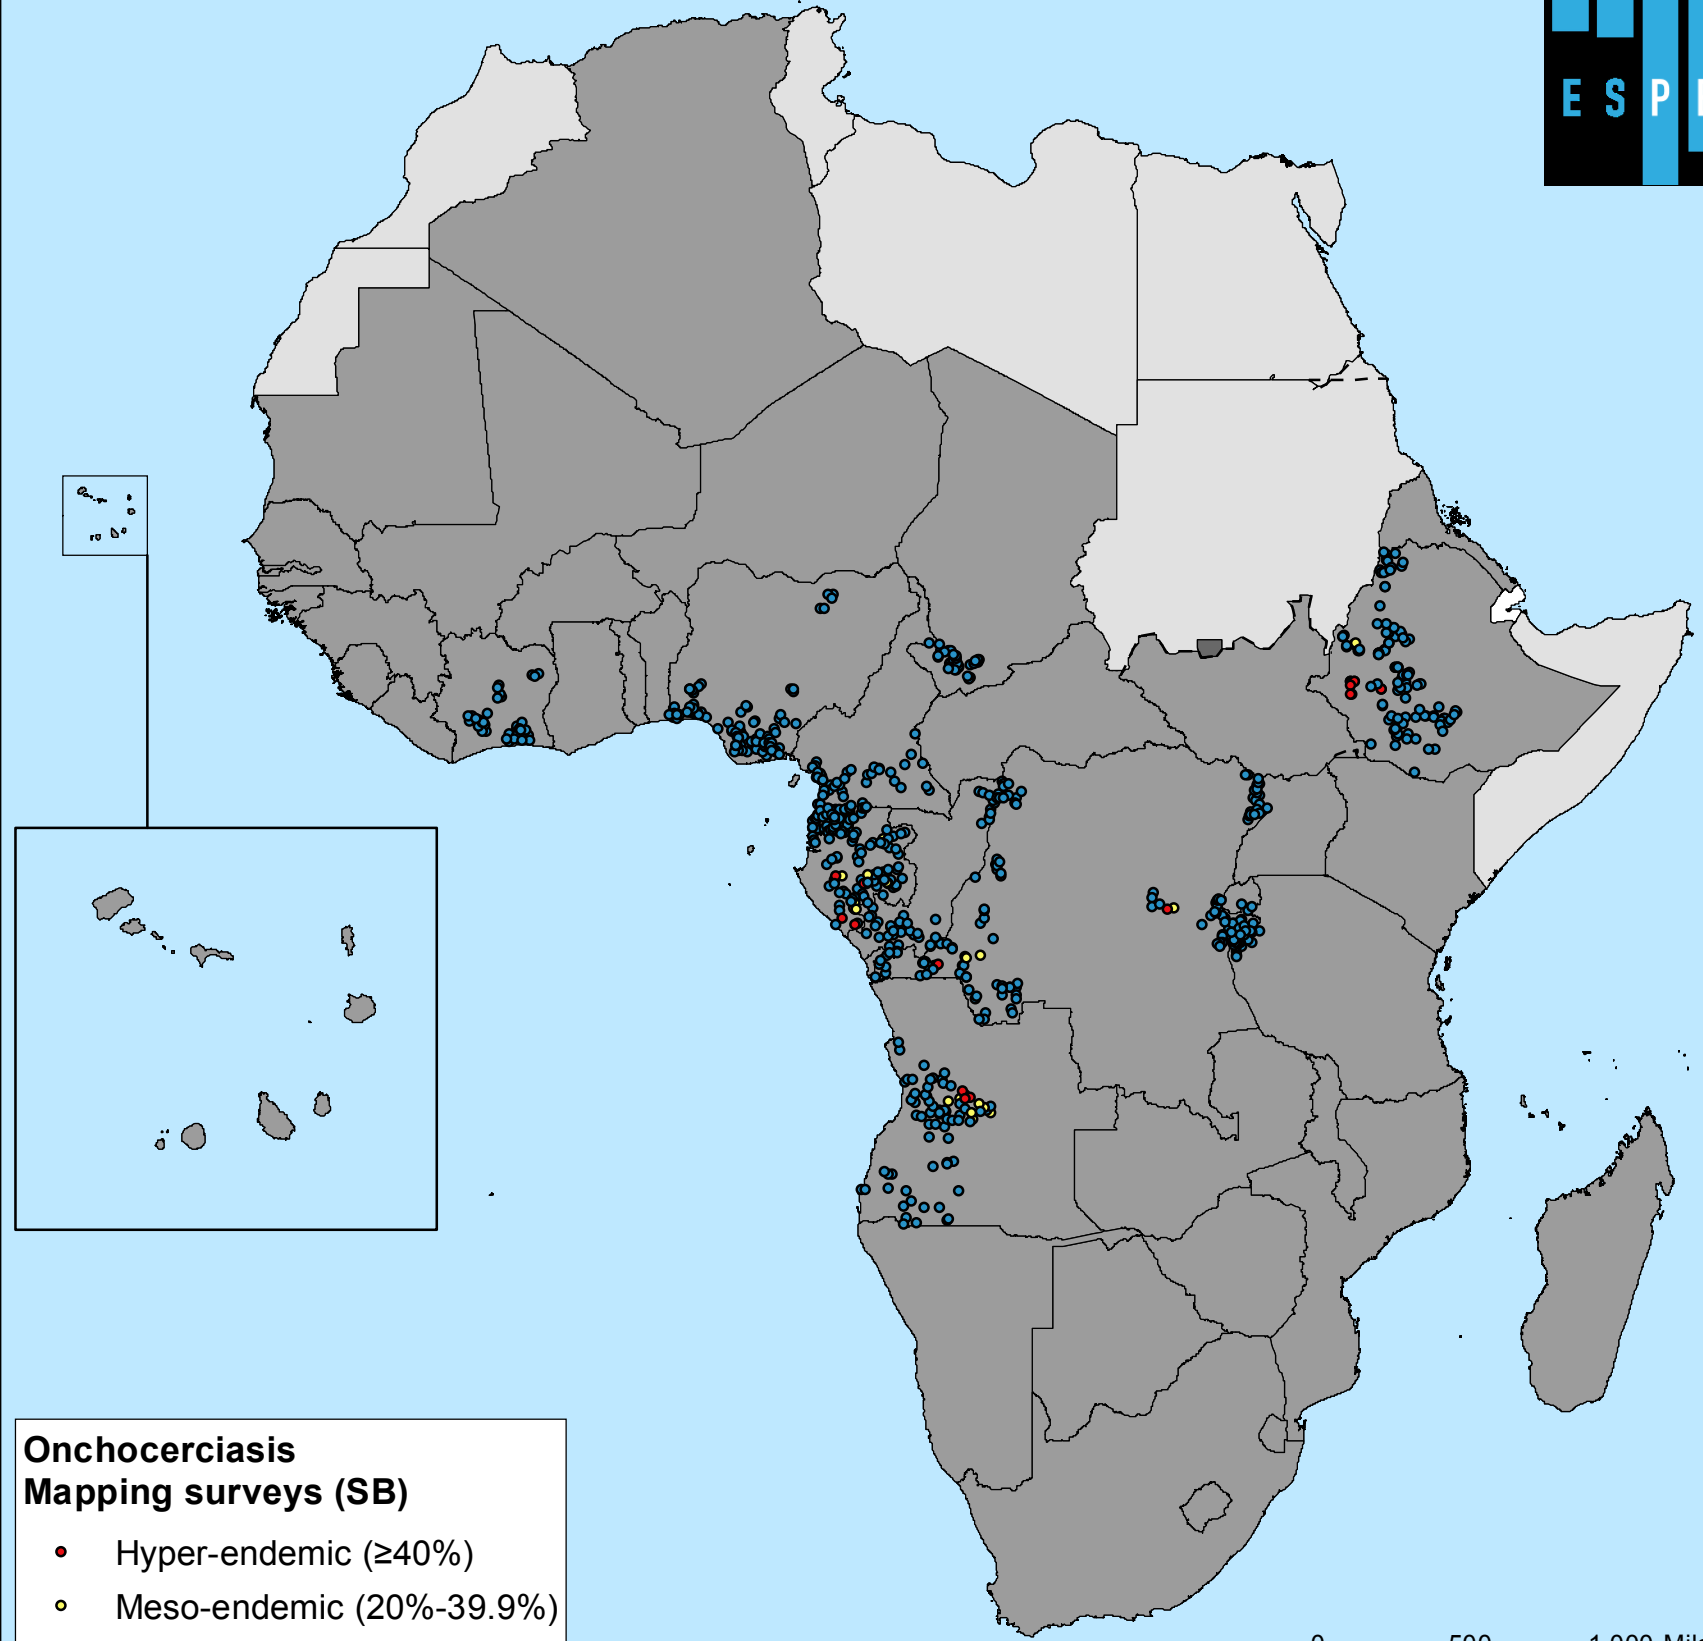 E S P
Onchocerciasis
Mapping surveys (SB)
Hyper-endemic (≥40%)
Meso-endemic (20%-39.9%)